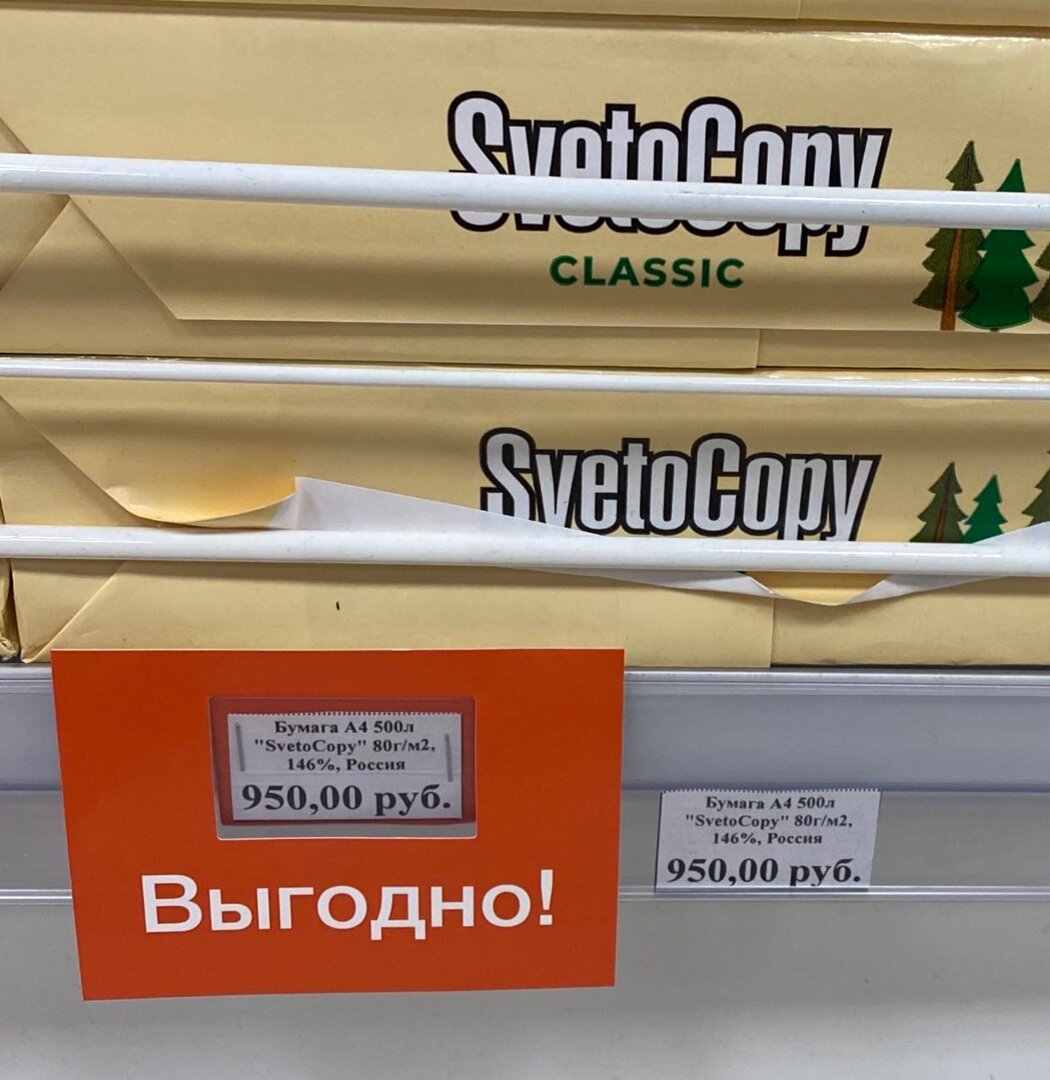 SvetoCopy
CLASSIC
SvetoCopy
Бумага А4 500л
"SvetoCopy" 80г/м2,
146%, Россия
950,00 руб.
Выгодно!
Бумага А4 500л
"SvetoCopy" 80г/м2,
146%, Россия
950,00 руб.